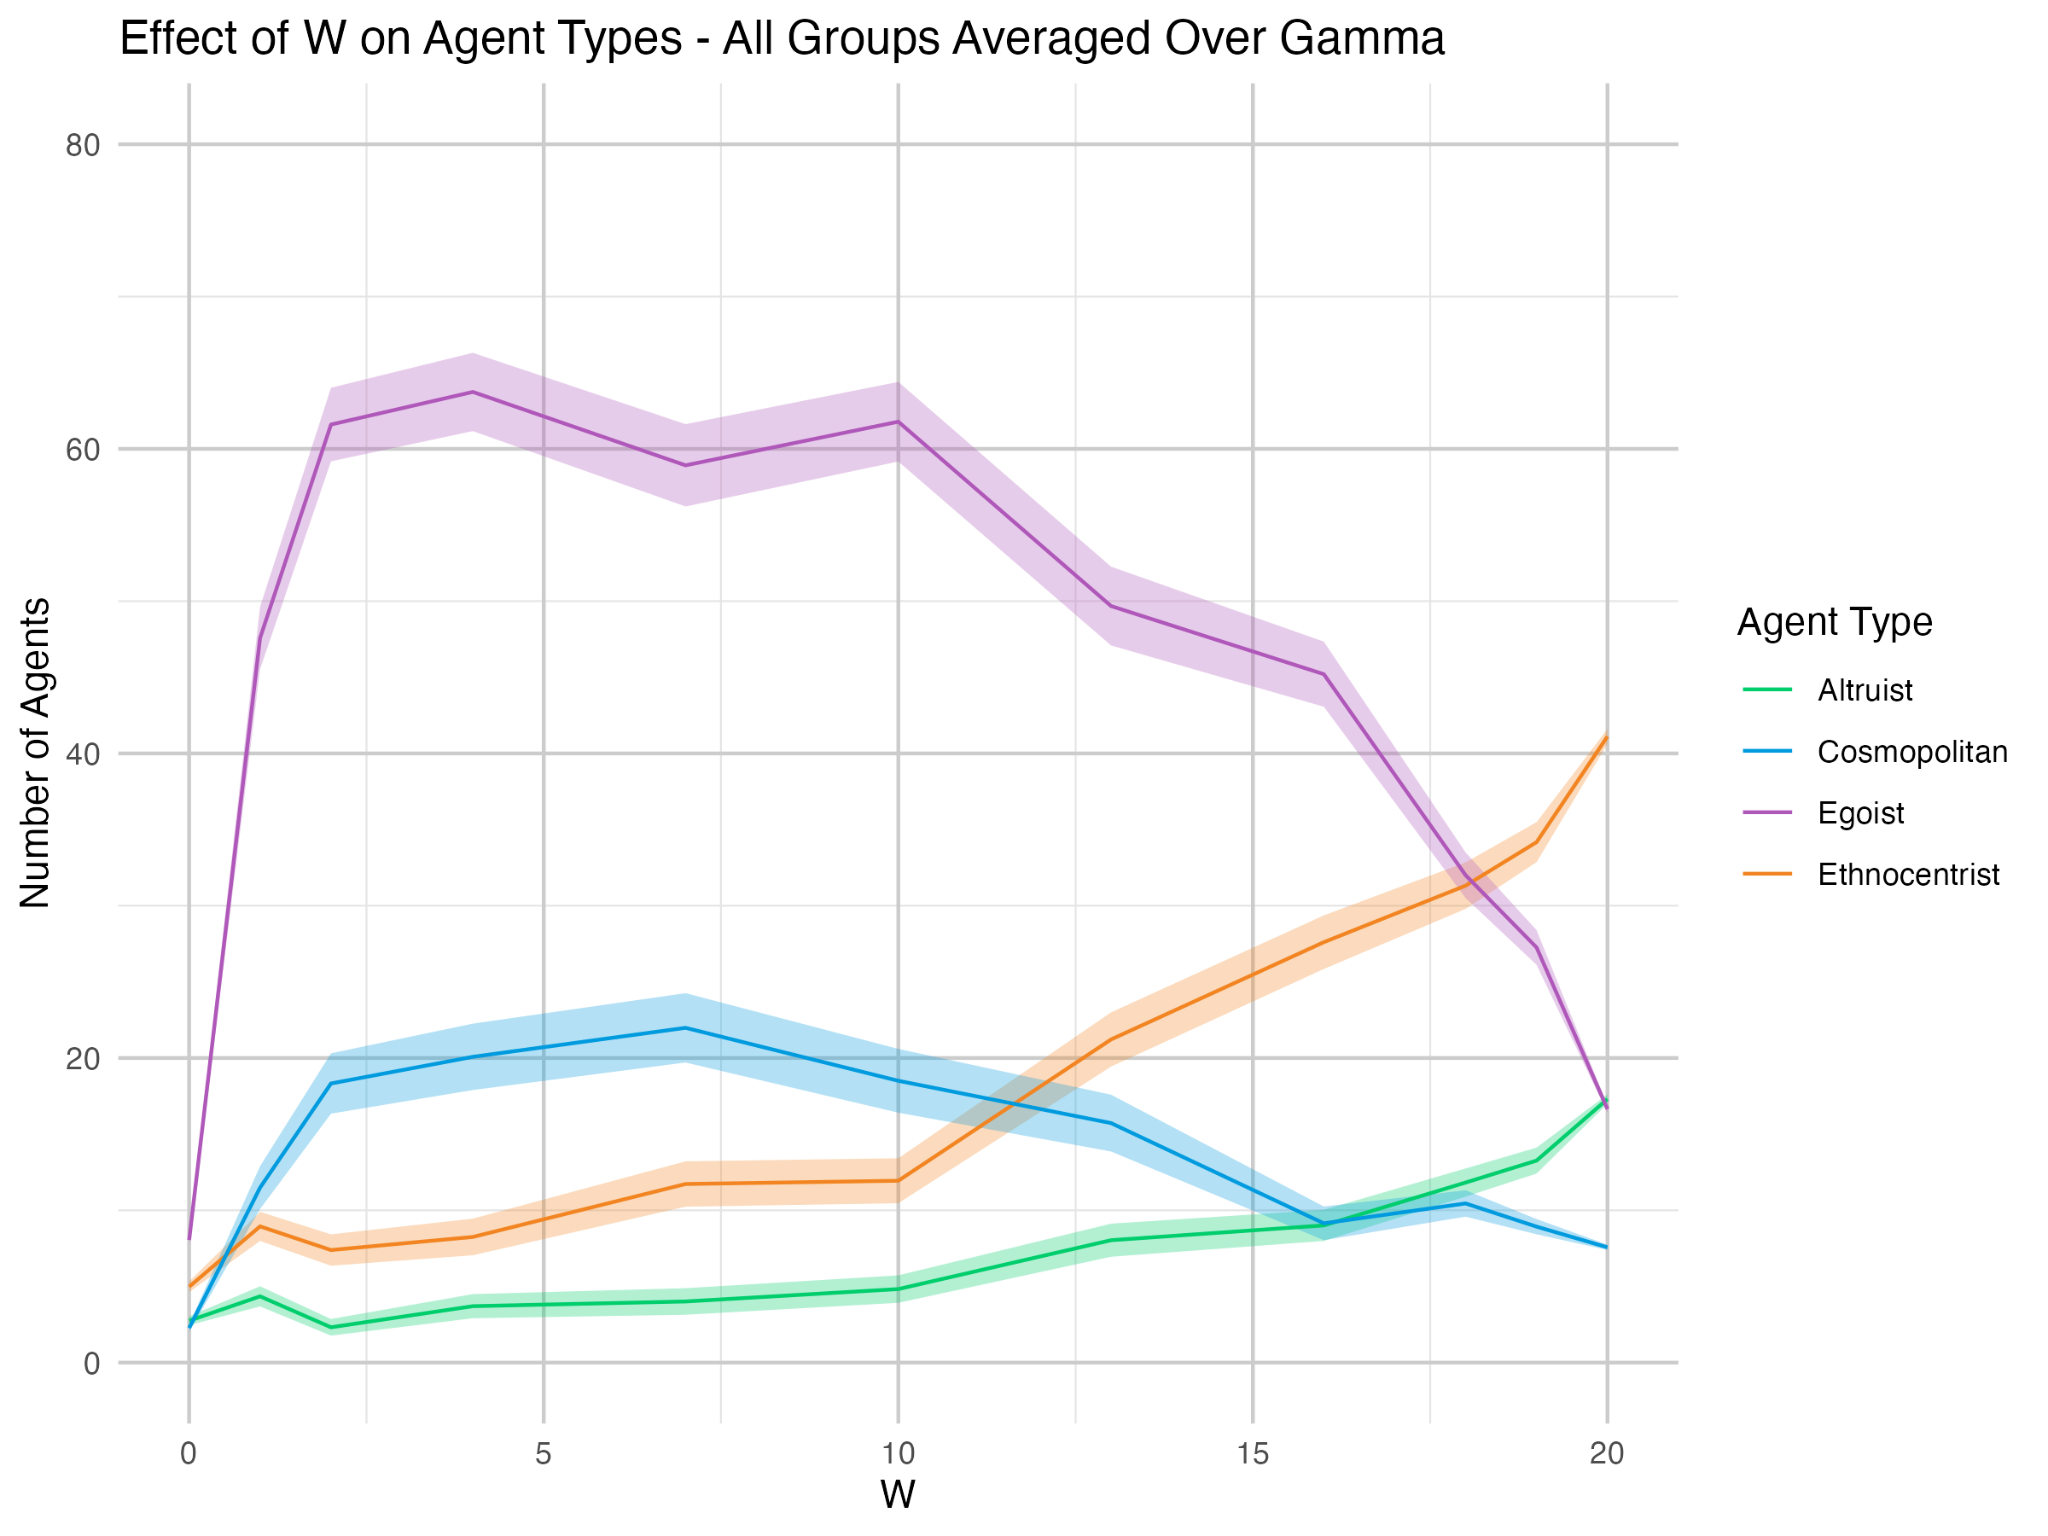 Effect of W on Agent Types - All Groups Averaged Over Gamma
80
60
40
20
0
Number of Agents
0 5 10 15 20
W
Agent Type
Altruist
Cosmopolitan
Egoist
Ethnocentrist